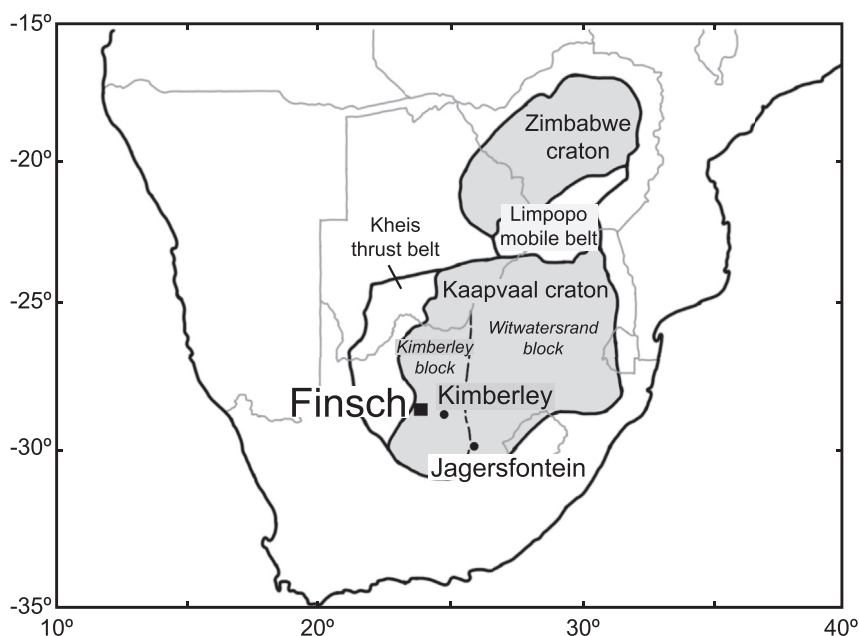 -15º
Zimbabwe
craton
-20º
Limpopo
mobile belt
Kheis
thrust belt
-25º
Kaapvaal craton
Witwatersrand
block
Kimberley
block
Finsch
Kimberley
-30º
Jagersfontein
-35º
10º
20º
30º
40º